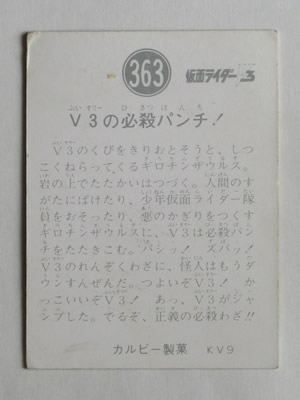 363
仮面ライダーV3
V3の必殺パンチ!
V3のくびをきりおとそうと、しつ
こくねらってくるギロチンザウルス。
岩の上でたたかいはつづく。人間のす
がたにばけたり、少年仮面ライダー隊
員をおそったり、悪のかぎりをつくす
ギロチンザウルスに、V3は必殺パン
チをたたきこむ。バシッ! ズバッ!
V3のれんぞくわざに、怪人はもうダ
ウンすんぜんだ。つよいぞV3! か
っこいいぞV3! あっ、V3がジャ
ンプした。でるぞ、正義の必殺わざ!!
カルビー製菓 KV9